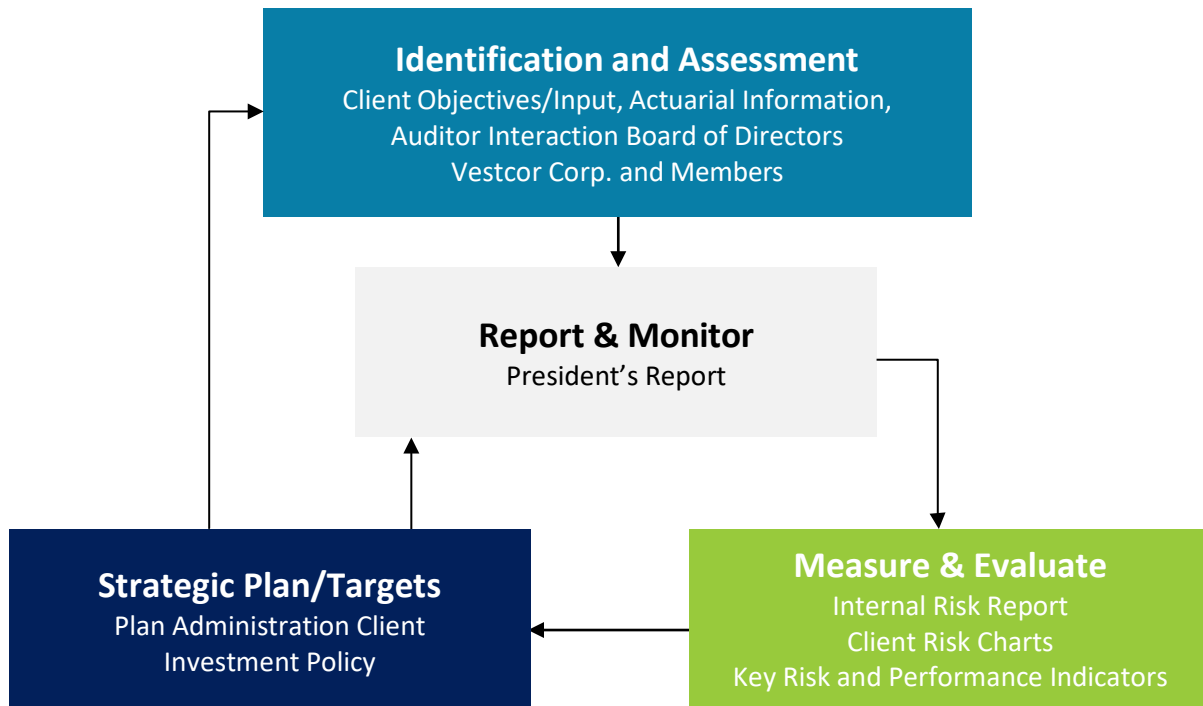 Identification and Assessment
Client Objectives/Input, Actuarial Information,
Auditor Interaction Board of Directors
Vestcor Corp. and Members
Report & Monitor
President’s Report
Strategic Plan/Targets
Plan Administration Client
Investment Policy
Measure & Evaluate
Internal Risk Report
Client Risk Charts
Key Risk and Performance Indicators